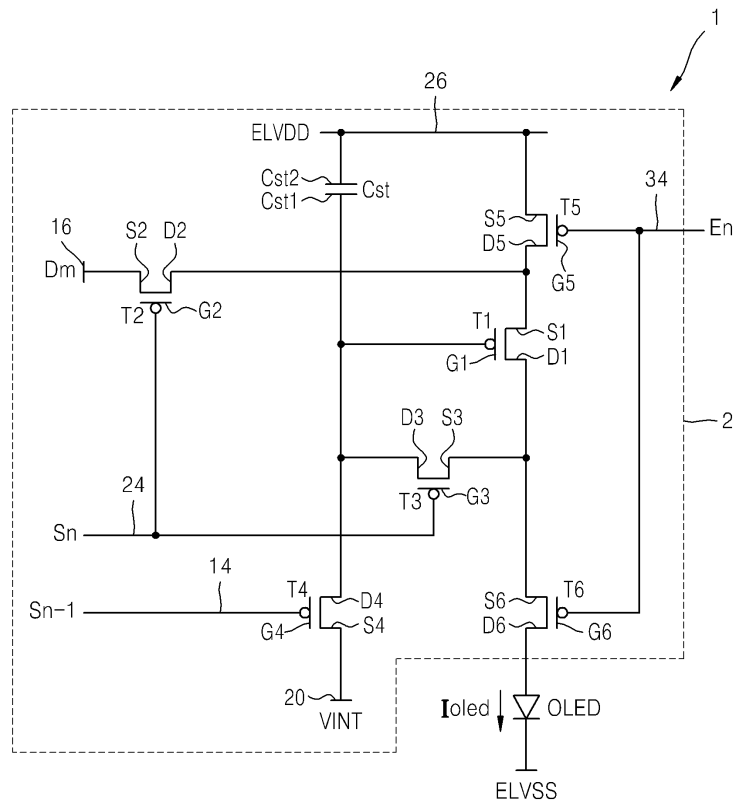 1
26
ELVDD
Cst2
Cst1
Cst
S5
T5
34
En
16
S2
D2
D5
G5
Dm
T2
G2
T1
S1
G1
D1
D3
S3
2
24
T3
G3
Sn
14
T4
D4
S6
T6
Sn-1
G4
S4
D6
G6
20
VINT
Ioled
OLED
ELVSS